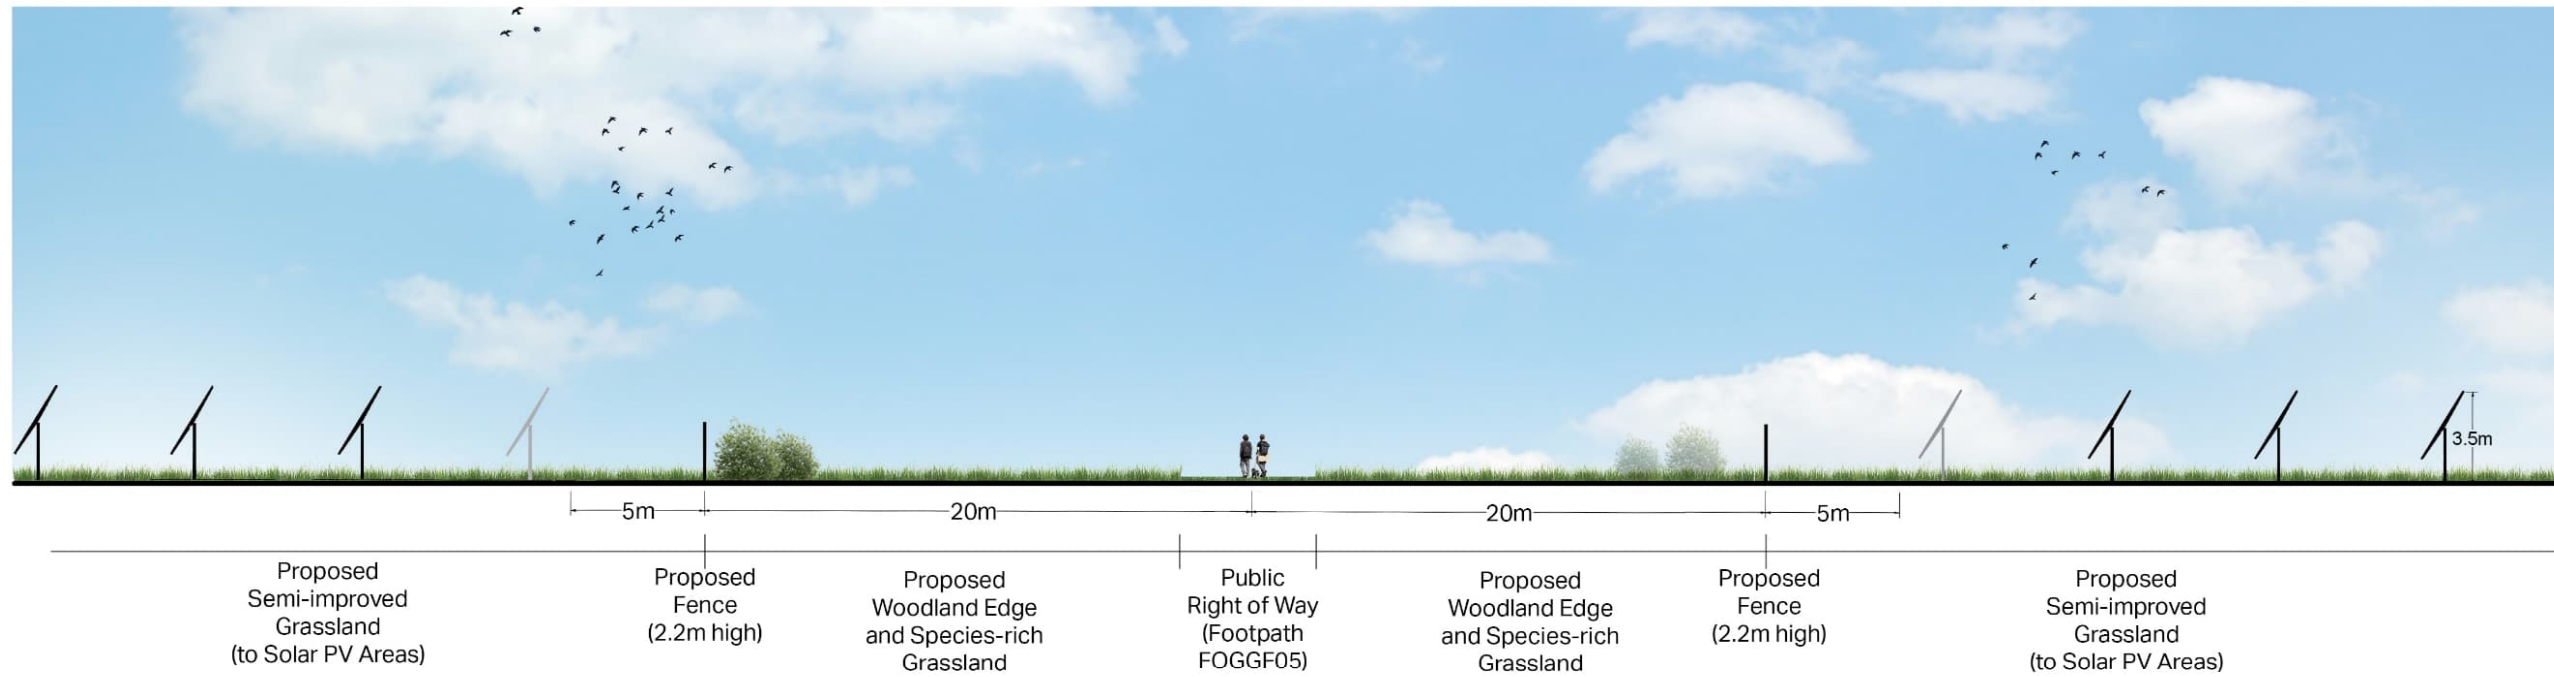 3.5m
5m
20m
20m
5m
Proposed
Semi-improved
Grassland
(to Solar PV Areas)
Proposed
Fence
(2.2m high)
Proposed
Woodland Edge
and Species-rich
Grassland
Public
Right of Way
(Footpath
FOGGF05)
Proposed
Woodland Edge
and Species-rich
Grassland
Proposed
Fence
(2.2m high)
Proposed
Semi-improved
Grassland
(to Solar PV Areas)